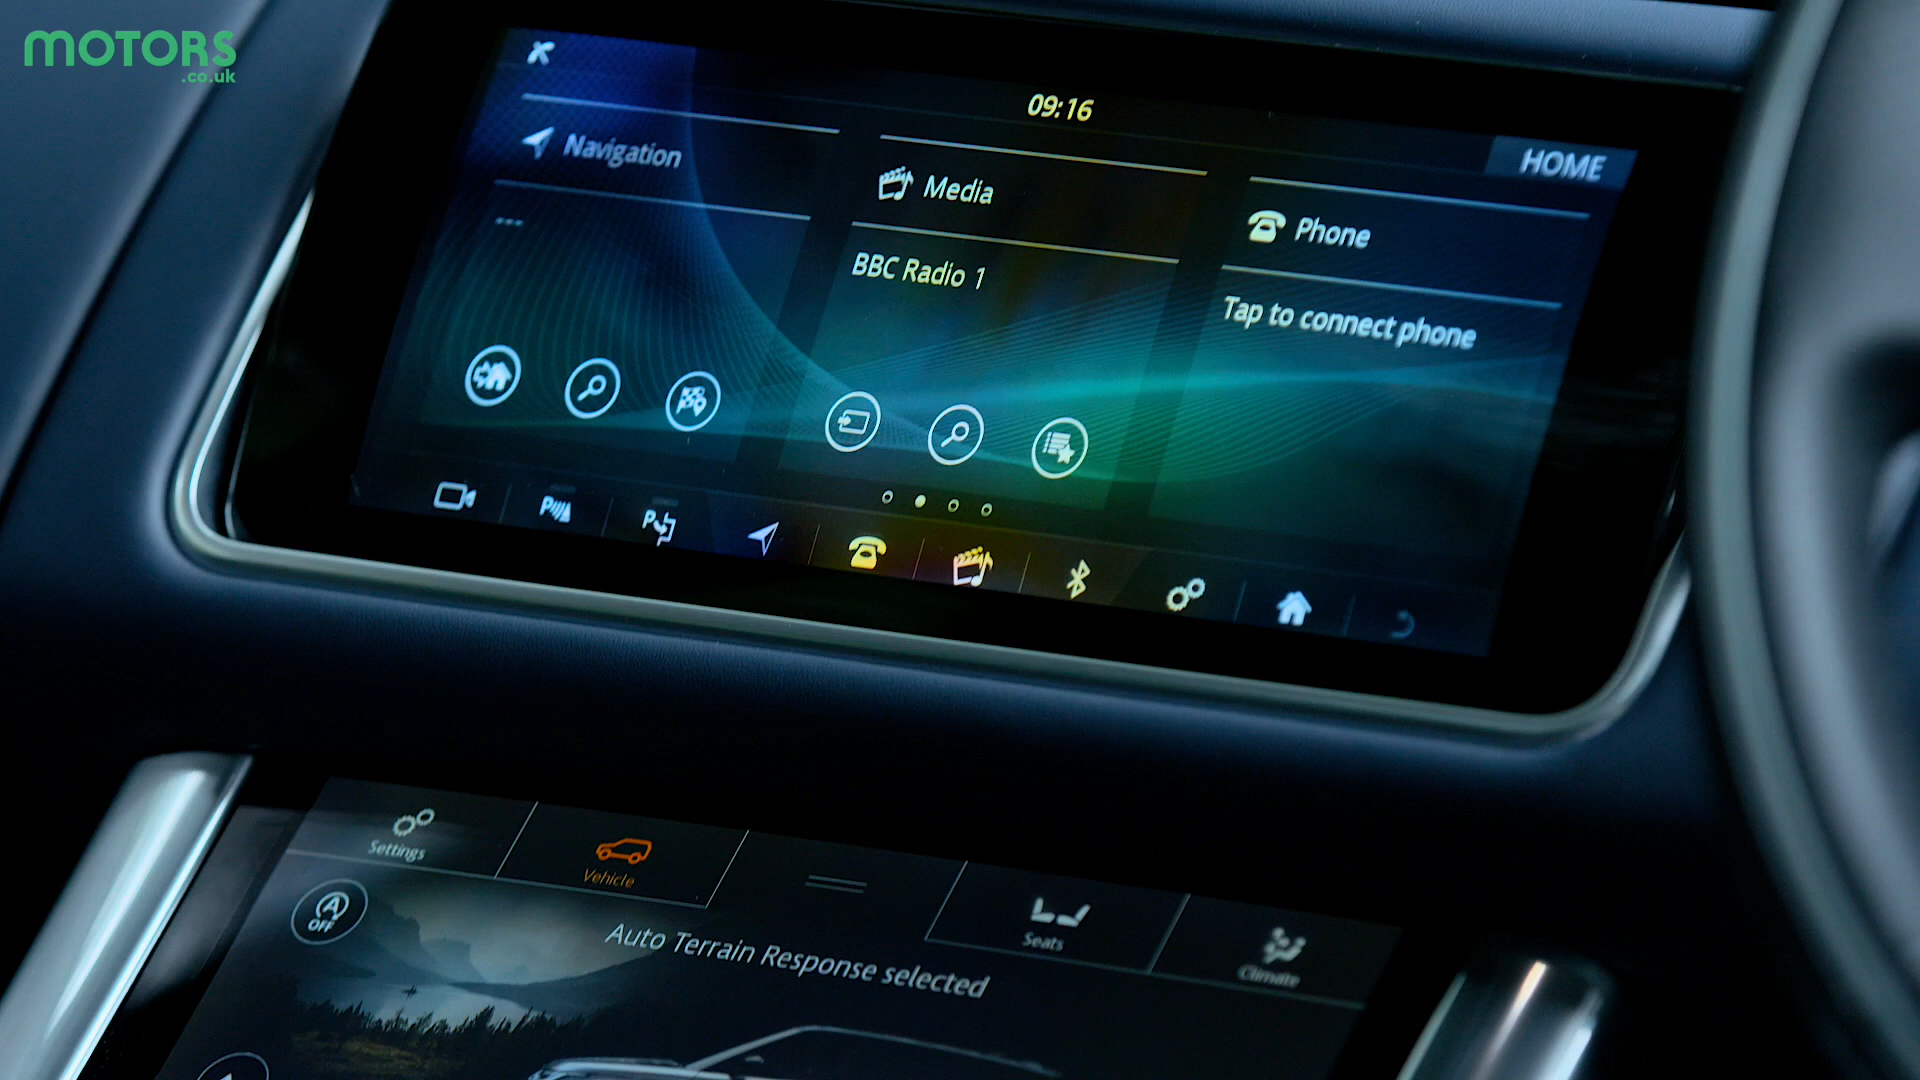 MOTORS
.co.uk
09:16
HOME
Navigation
Media
Phone
---
BBC Radio 1
Tap to connect phone
P
P
Settings
Vehicle
Seats
Climate
A
OFF
Auto Terrain Response selected